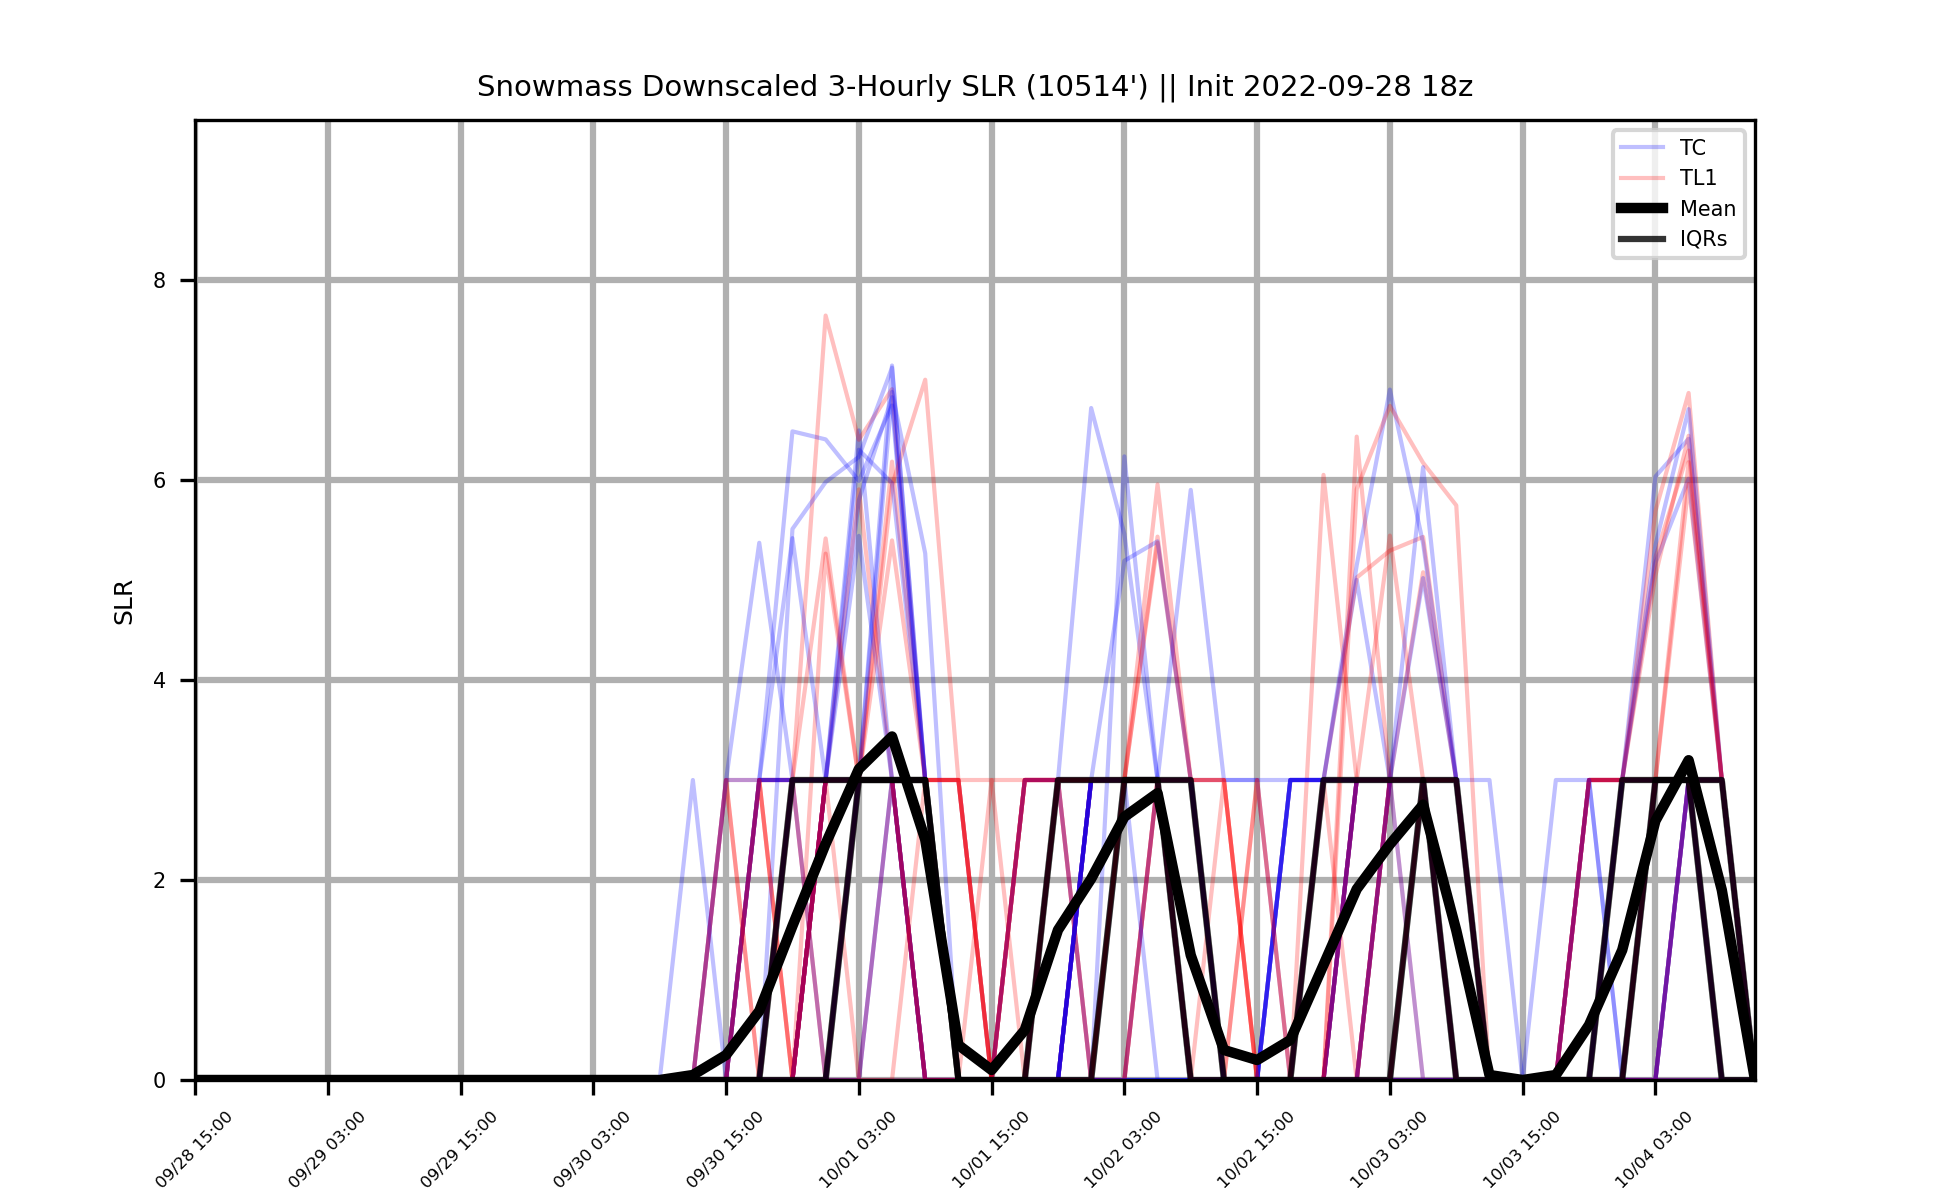 Snowmass Downscaled 3-Hourly SLR (10514') || Init 2022-09-28 18z
TC
TL1
Mean
IQRs
8
6
4
2
0
SLR
09/28 15:00
09/29 03:00
09/29 15:00
09/30 03:00
09/30 15:00
10/01 03:00
10/01 15:00
10/02 03:00
10/02 15:00
10/03 03:00
10/03 15:00
10/04 03:00